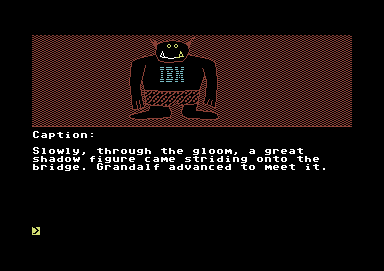 IBM
Caption:
Slowly, through the gloom, a great
shadow figure came striding onto the
bridge. Grandalf advanced to meet it.
>